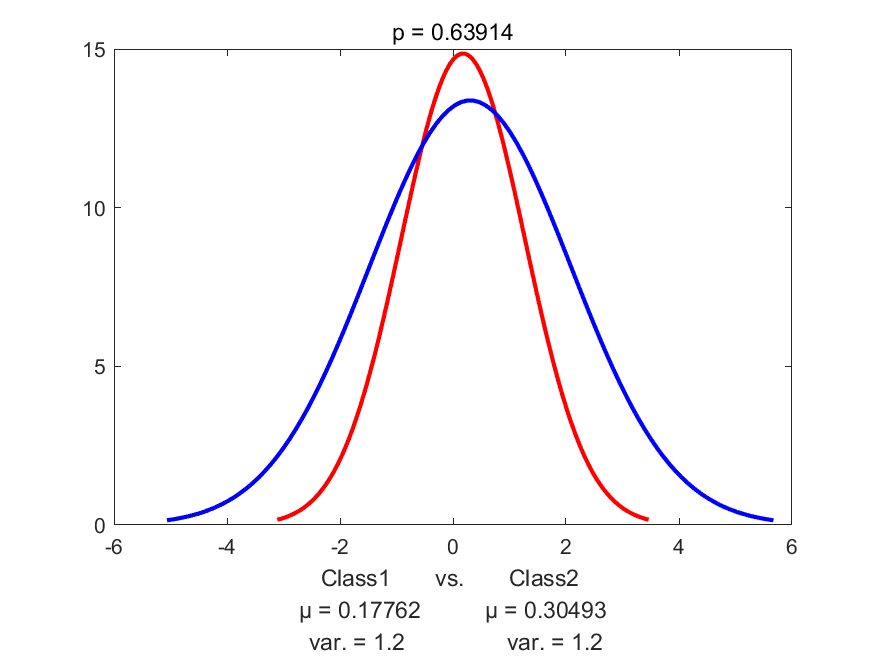 p = 0.63914
15
10
5
0
-6 -4 -2 0 2 4 6
Class1 vs. Class2
μ = 0.17762 μ = 0.30493
var. = 1.2 var. = 1.2